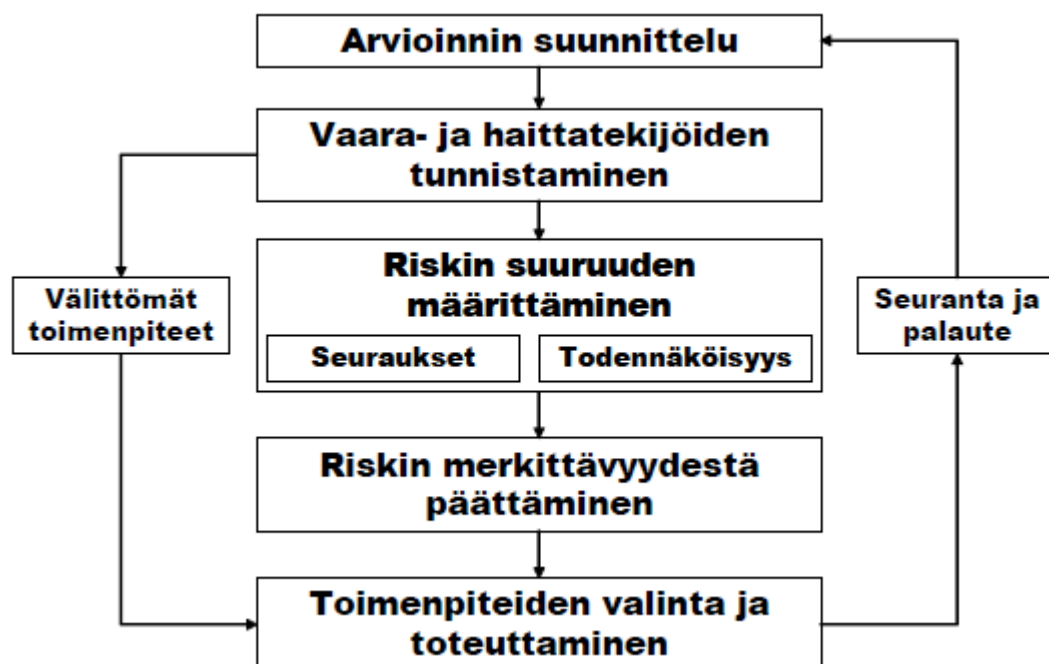 Arvioinnin suunnittelu
Vaara- ja haittatekijöiden
tunnistaminen
Riskin suuruuden
määrittäminen
Seuraukset
Todennäköisyys
Välittömät
toimenpiteet
Seuranta ja
palaute
Riskin merkittävyydestä
päättäminen
Toimenpiteiden valinta ja
toteuttaminen